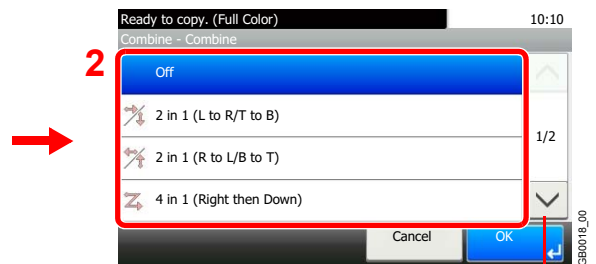 Ready to copy. (Full Color) 10:10
Combine - Combine
2
Off
2 in 1 (L to R/T to B)
1/2
2 in 1 (R to L/B to T)
4 in 1 (Right then Down)
Cancel OK
GB0018_00